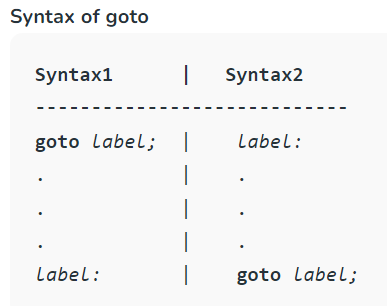 Syntax of goto
Syntax1 | Syntax2
----------------------------
goto label; | label:
. | .
. | .
. | .
label: | goto label;